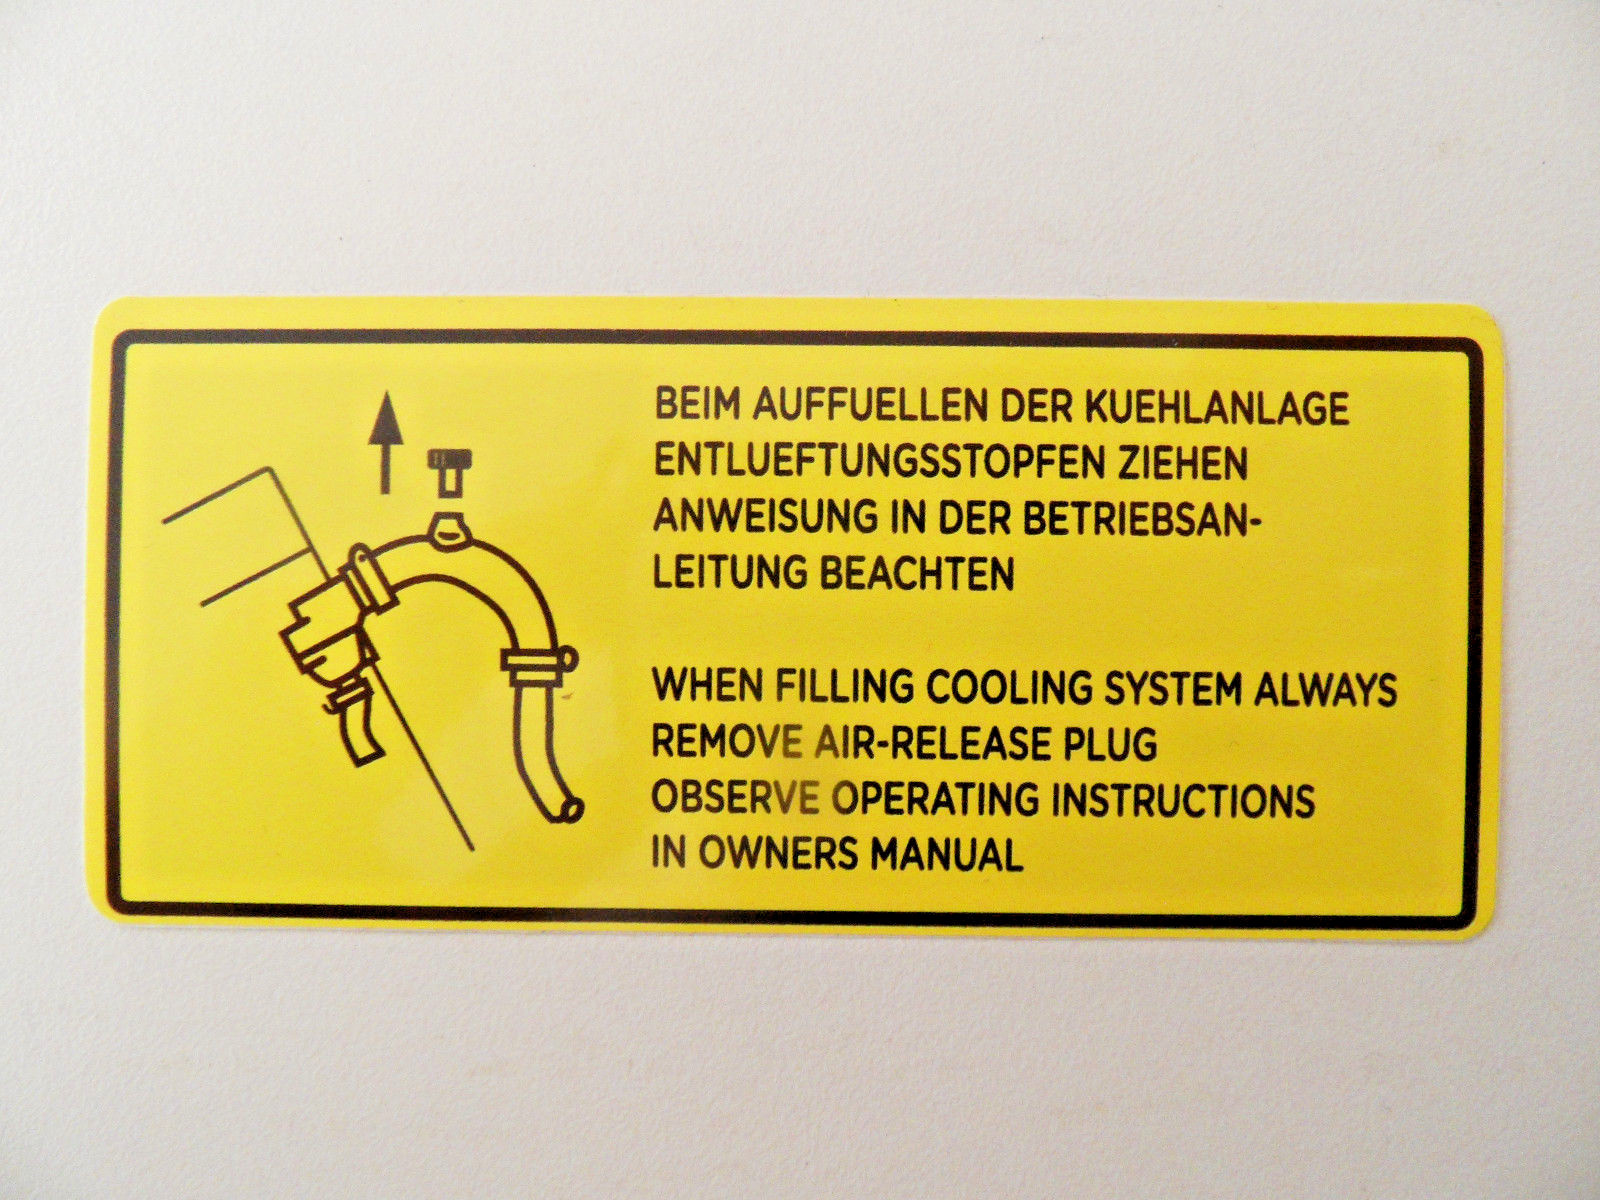 BEIM AUFFUELLEN DER KUEHLANLAGE
ENTLUEFTUNGSSTOPFEN ZIEHEN
ANWEISUNG IN DER BETRIEBSAN-
LEITUNG BEACHTEN
WHEN FILLING COOLING SYSTEM ALWAYS
REMOVE AIR-RELEASE PLUG
OBSERVE OPERATING INSTRUCTIONS
IN OWNERS MANUAL